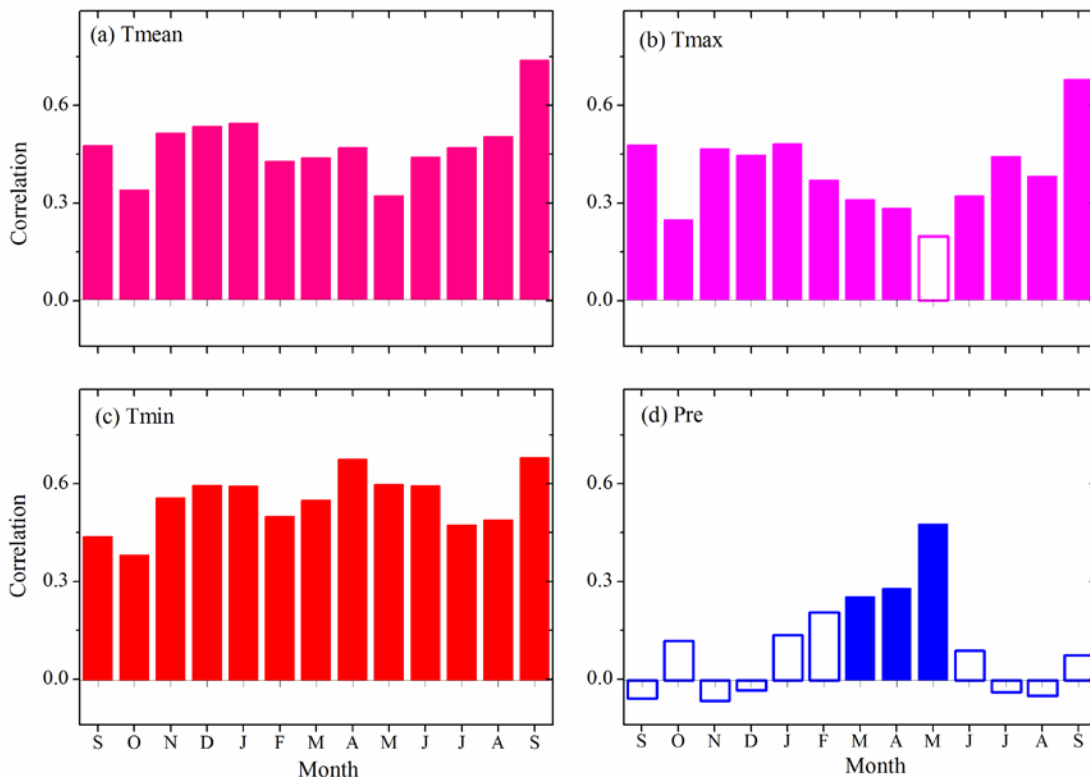 (a) Tmean
0.6
0.3
0.0
Correlation
(b) Tmax
0.6
0.3
0.0
(c) Tmin
0.6
0.3
0.0
Correlation
S O N D J F M A M J J A S
Month
(d) Pre
0.6
0.3
0.0
S O N D J F M A M J J A S
Month